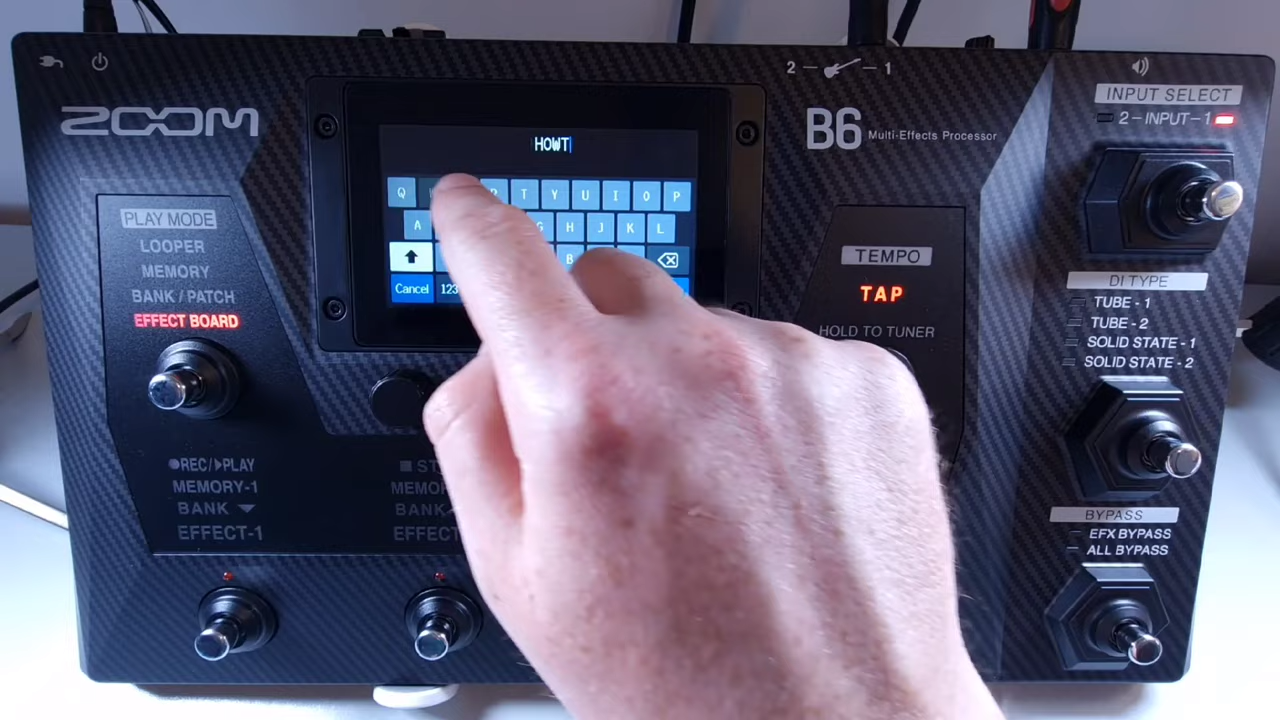 2 1
ZOOM
B6 Multi-Effects Processor
INPUT SELECT
2-INPUT-1
HOWT
Q T Y U I O P
A G H J K L
B
Cancel 123
PLAY MODE
LOOPER
MEMORY
BANK / PATCH
EFFECT BOARD
TEMPO
TAP
HOLD TO TUNER
DI TYPE
TUBE - 1
TUBE - 2
SOLID STATE - 1
SOLID STATE - 2
REC/PLAY
MEMORY-1
BANK
EFFECT-1
BANK
BYPASS
EFX BYPASS
ALL BYPASS